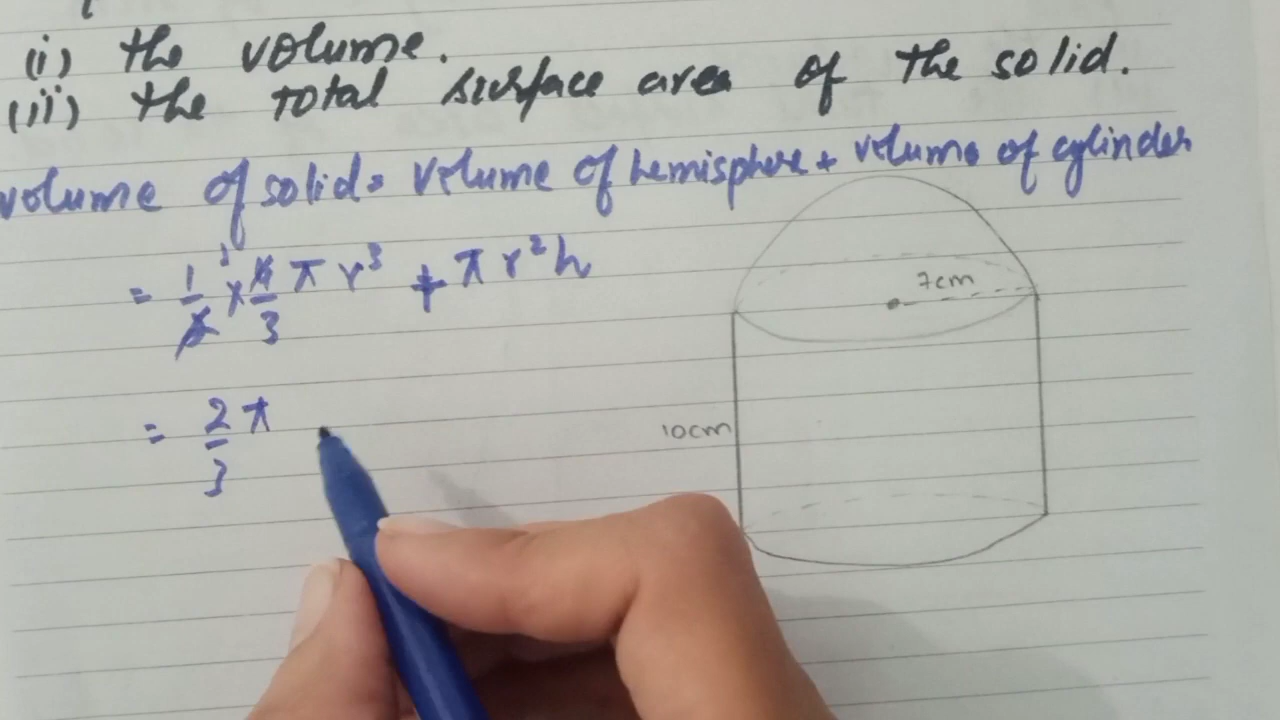 (i) the volume.
(ii) the total surface area of the solid.
volume of solid = volume of hemisphere + volume of cylinder
= 1/2 × 4/3 π r³ + π r² h
7cm
= 2/3 π
10cm